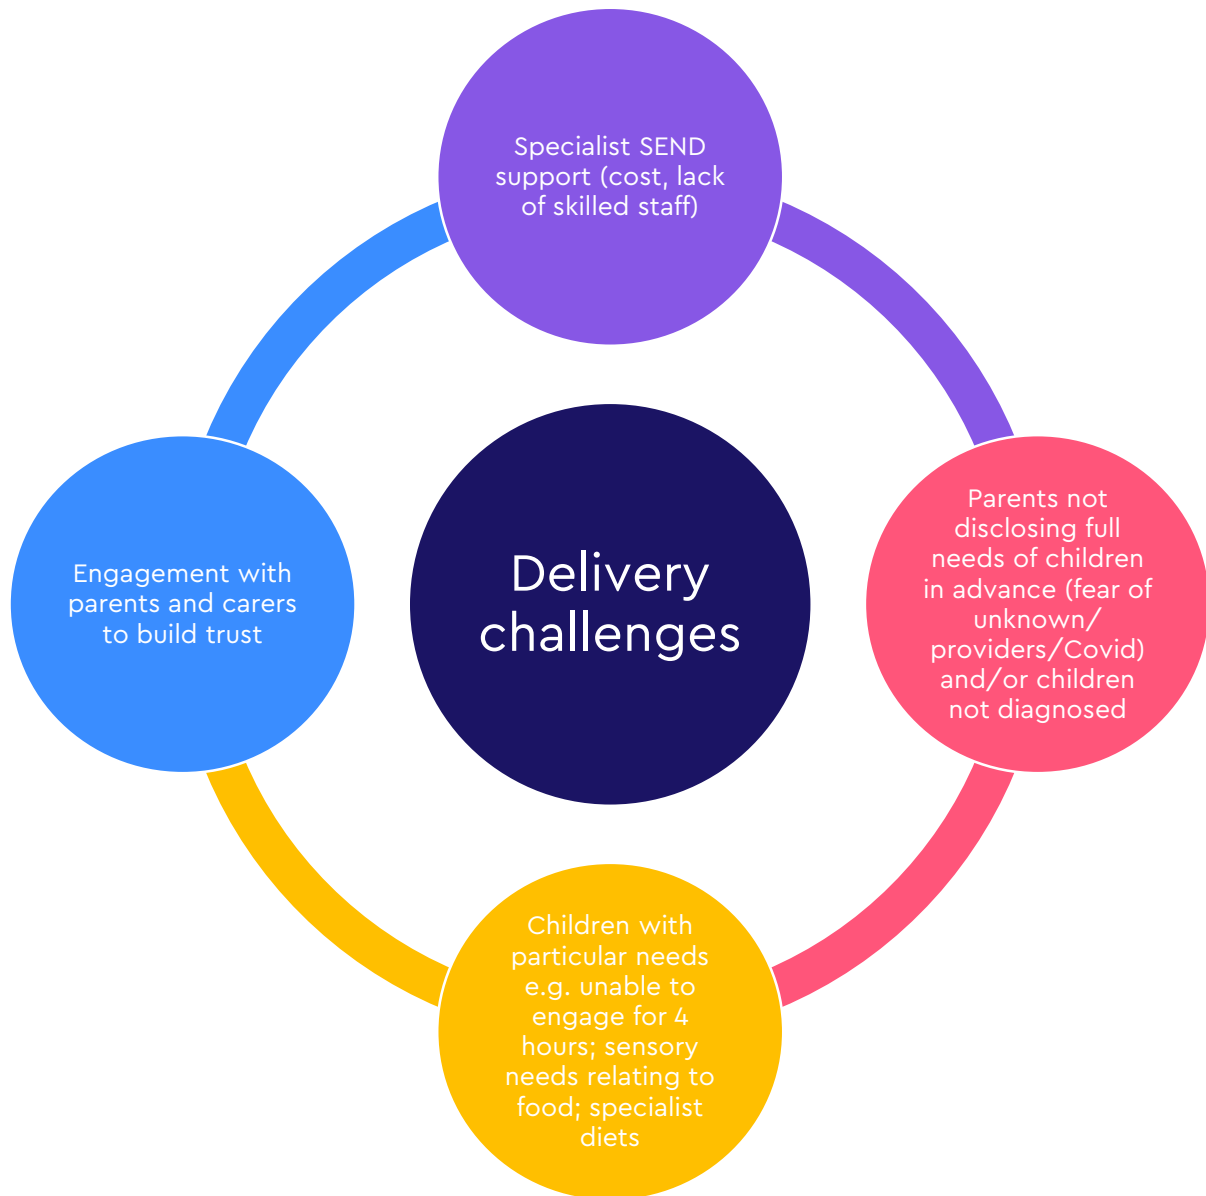 Specialist SEND
support (cost, lack
of skilled staff)
Parents not
disclosing full
needs of children
in advance (fear of
unknown/
providers/Covid)
and/or children
not diagnosed
Children with
particular needs
e.g. unable to
engage for 4
hours; sensory
needs relating to
food; specialist
diets
Engagement with
parents and carers
to build trust
Delivery
challenges